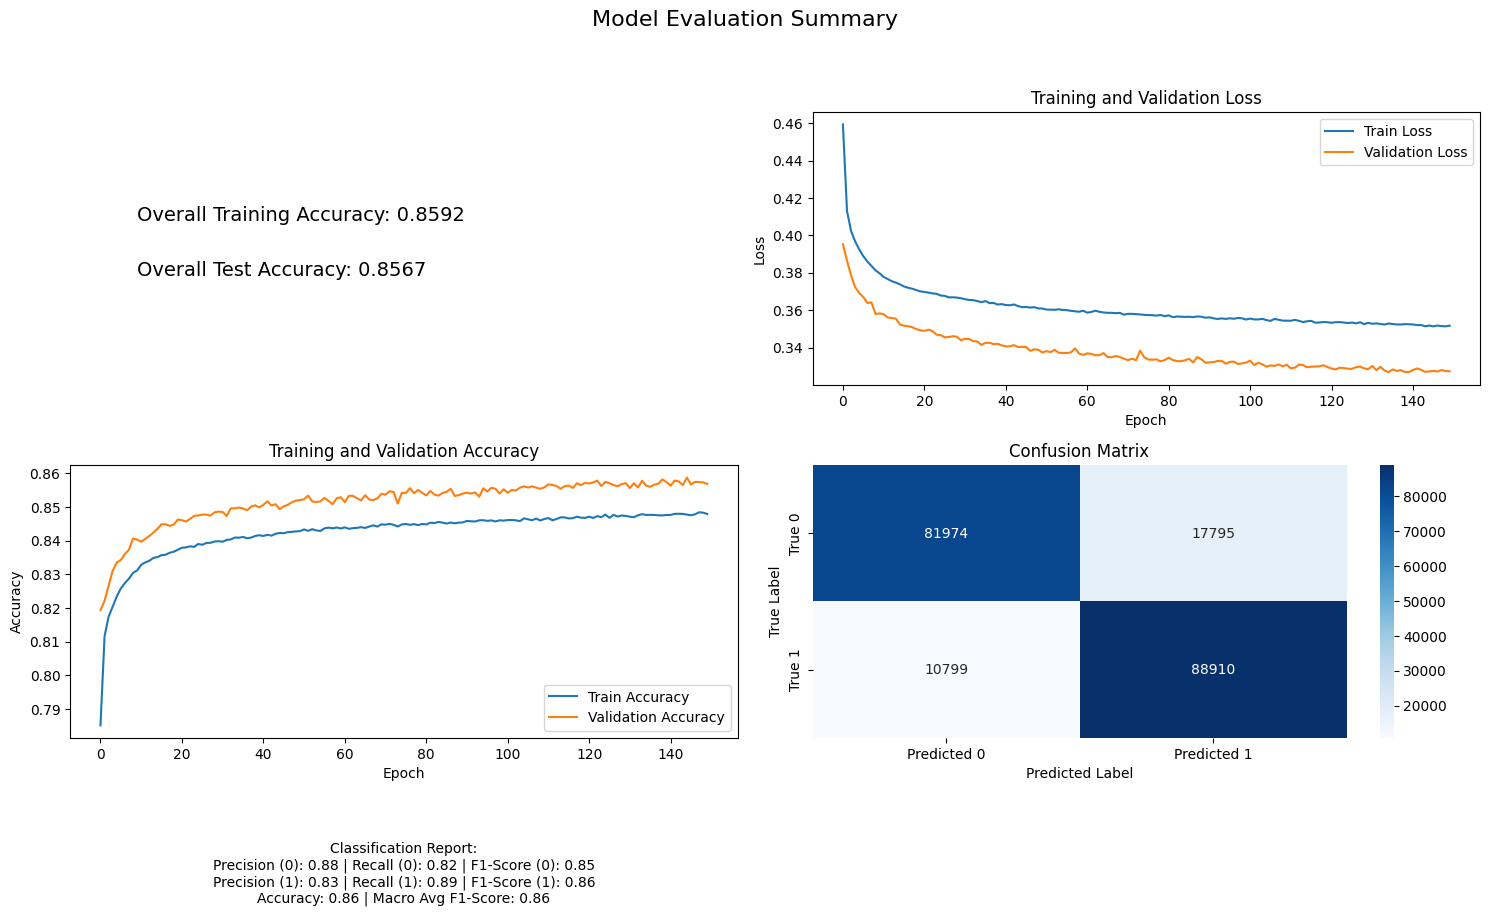 Model Evaluation Summary
Overall Training Accuracy: 0.8592
Overall Test Accuracy: 0.8567
Training and Validation Loss
Train Loss
Validation Loss
0.46
0.44
0.42
0.40
0.38
0.36
0.34
Loss
0 20 40 60 80 100 120 140
Epoch
Training and Validation Accuracy
0.86
0.85
0.84
0.83
0.82
0.81
0.80
0.79
Accuracy
Train Accuracy
Validation Accuracy
0 20 40 60 80 100 120 140
Epoch
Confusion Matrix
True Label
True 0
81974 17795
True 1
10799 88910
Predicted 0 Predicted 1
Predicted Label
80000
70000
60000
50000
40000
30000
20000
Classification Report:
Precision (0): 0.88 | Recall (0): 0.82 | F1-Score (0): 0.85
Precision (1): 0.83 | Recall (1): 0.89 | F1-Score (1): 0.86
Accuracy: 0.86 | Macro Avg F1-Score: 0.86